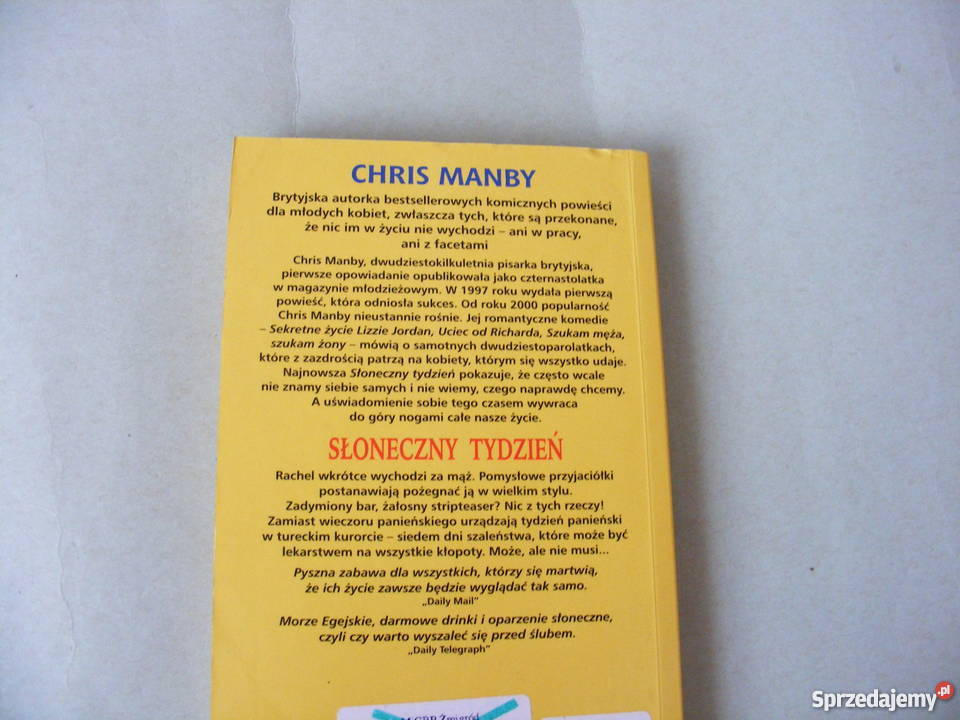 CHRIS MANBY
Brytyjska autorka bestsellerowych komicznych powieści
dla młodych kobiet, zwłaszcza tych, które są przekonane,
że nic im w życiu nie wychodzi – ani w pracy,
ani z facetami
Chris Manby, dwudziestokilkuletnia pisarka brytyjska,
pierwsze opowiadanie opublikowała jako czternastolatka
w magazynie młodzieżowym. W 1997 roku wydała pierwszą
powieść, która odniosła sukces. Od roku 2000 popularność
Chris Manby nieustannie rośnie. Jej romantyczne komedie
– Sekretne życie Lizzie Jordan, Uciec od Richarda, Szukam męża,
szukam żony – mówią o samotnych dwudziestoparolatkach,
które z zazdrością patrzą na kobiety, którym się wszystko udaje.
Najnowsza Słoneczny tydzień pokazuje, że często wcale
nie znamy siebie samych i nie wiemy, czego naprawdę chcemy.
A uświadomienie sobie tego czasem wywraca
do góry nogami całe nasze życie.
SŁONECZNY TYDZIEŃ
Rachel wkrótce wychodzi za mąż. Pomysłowe przyjaciółki
postanawiają pożegnać ją w wielkim stylu.
Zadymiony bar, żałosny stripteaser? Nic z tych rzeczy!
Zamiast wieczoru panieńskiego urządzają tydzień panieński
w tureckim kurorcie – siedem dni szaleństwa, które może być
lekarstwem na wszystkie kłopoty. Może, ale nie musi...
Pyszna zabawa dla wszystkich, którzy się martwią,
że ich życie zawsze będzie wyglądać tak samo.
„Daily Mail”
Morze Egejskie, darmowe drinki i oparzenie słoneczne,
czyli czy warto wyszaleć się przed ślubem.
„Daily Telegraph”
Sprzedajemy.pl